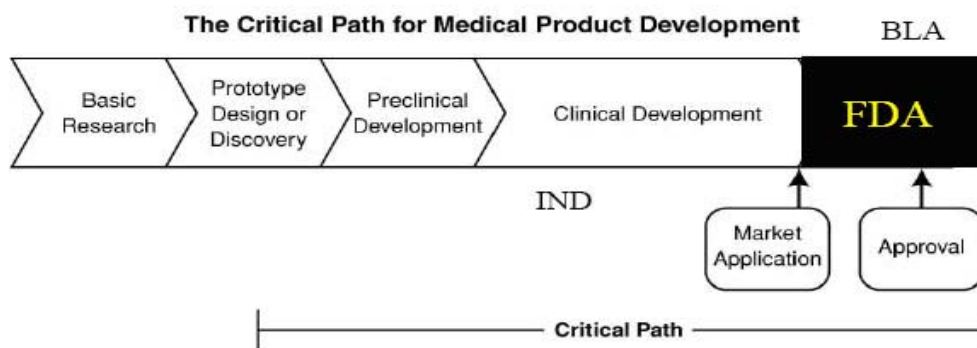 The Critical Path for Medical Product Development
BLA
Basic
Research
Prototype
Design or
Discovery
Preclinical
Development
Clinical Development
FDA
IND
Market
Application
Approval
Critical Path